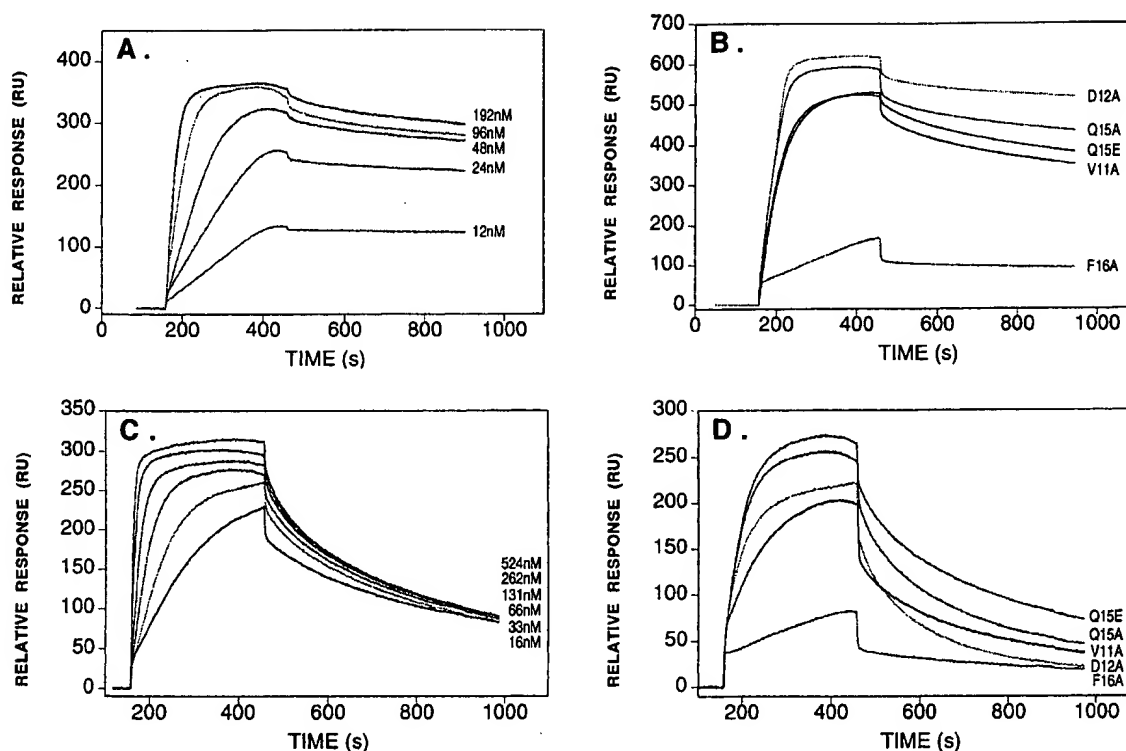 A .
RELATIVE RESPONSE (RU)
400
300
200
100
0
192nM
96nM
48nM
24nM
12nM
0 200 400 600 800 1000
TIME (s)
B .
RELATIVE RESPONSE (RU)
700
600
500
400
300
200
100
0
D12A
Q15A
Q15E
V11A
F16A
0 200 400 600 800 1000
TIME (s)
C .
RELATIVE RESPONSE (RU)
350
300
250
200
150
100
50
0
524nM
262nM
131nM
66nM
33nM
16nM
200 400 600 800 1000
TIME (s)
D .
RELATIVE RESPONSE (RU)
300
250
200
150
100
50
0
Q15E
Q15A
V11A
D12A
F16A
200 400 600 800 1000
TIME (s)